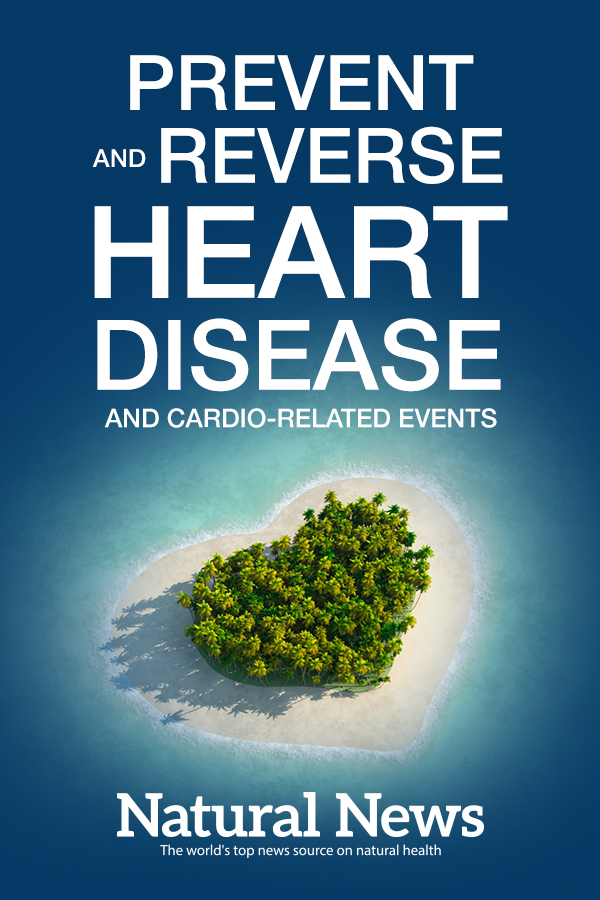 PREVENT
AND REVERSE
HEART
DISEASE
AND CARDIO-RELATED EVENTS
Natural News
The world's top news source on natural health